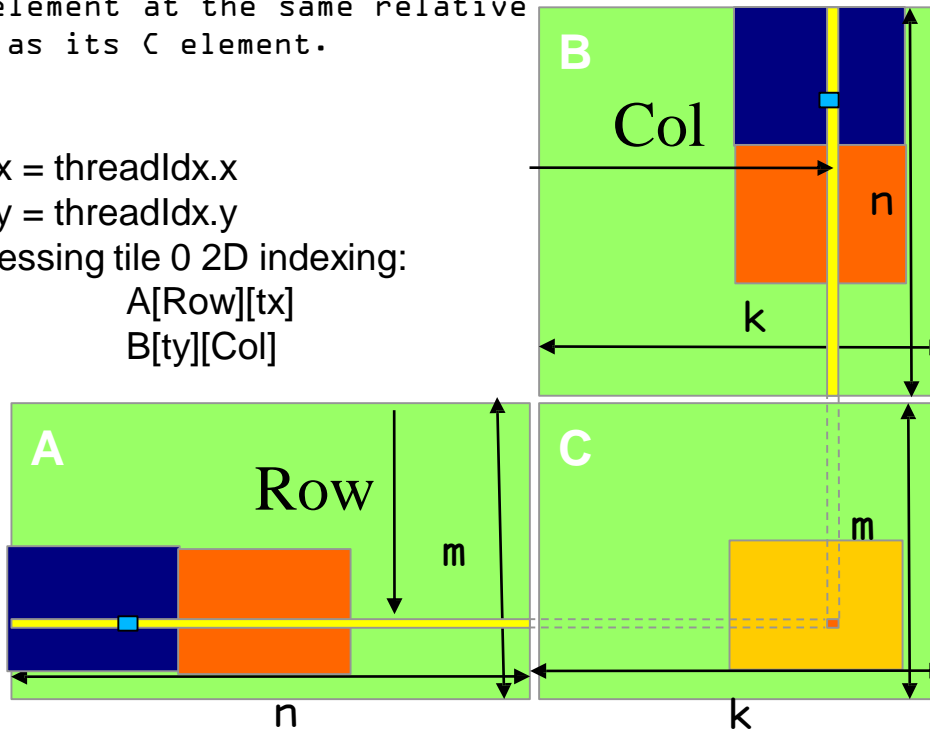 element at the same relative
as its C element.
x = threadIdx.x
y = threadIdx.y
essing tile 0 2D indexing:
A[Row][tx]
B[ty][Col]
B
Col
n
k
A
Row
m
n
C
m
k